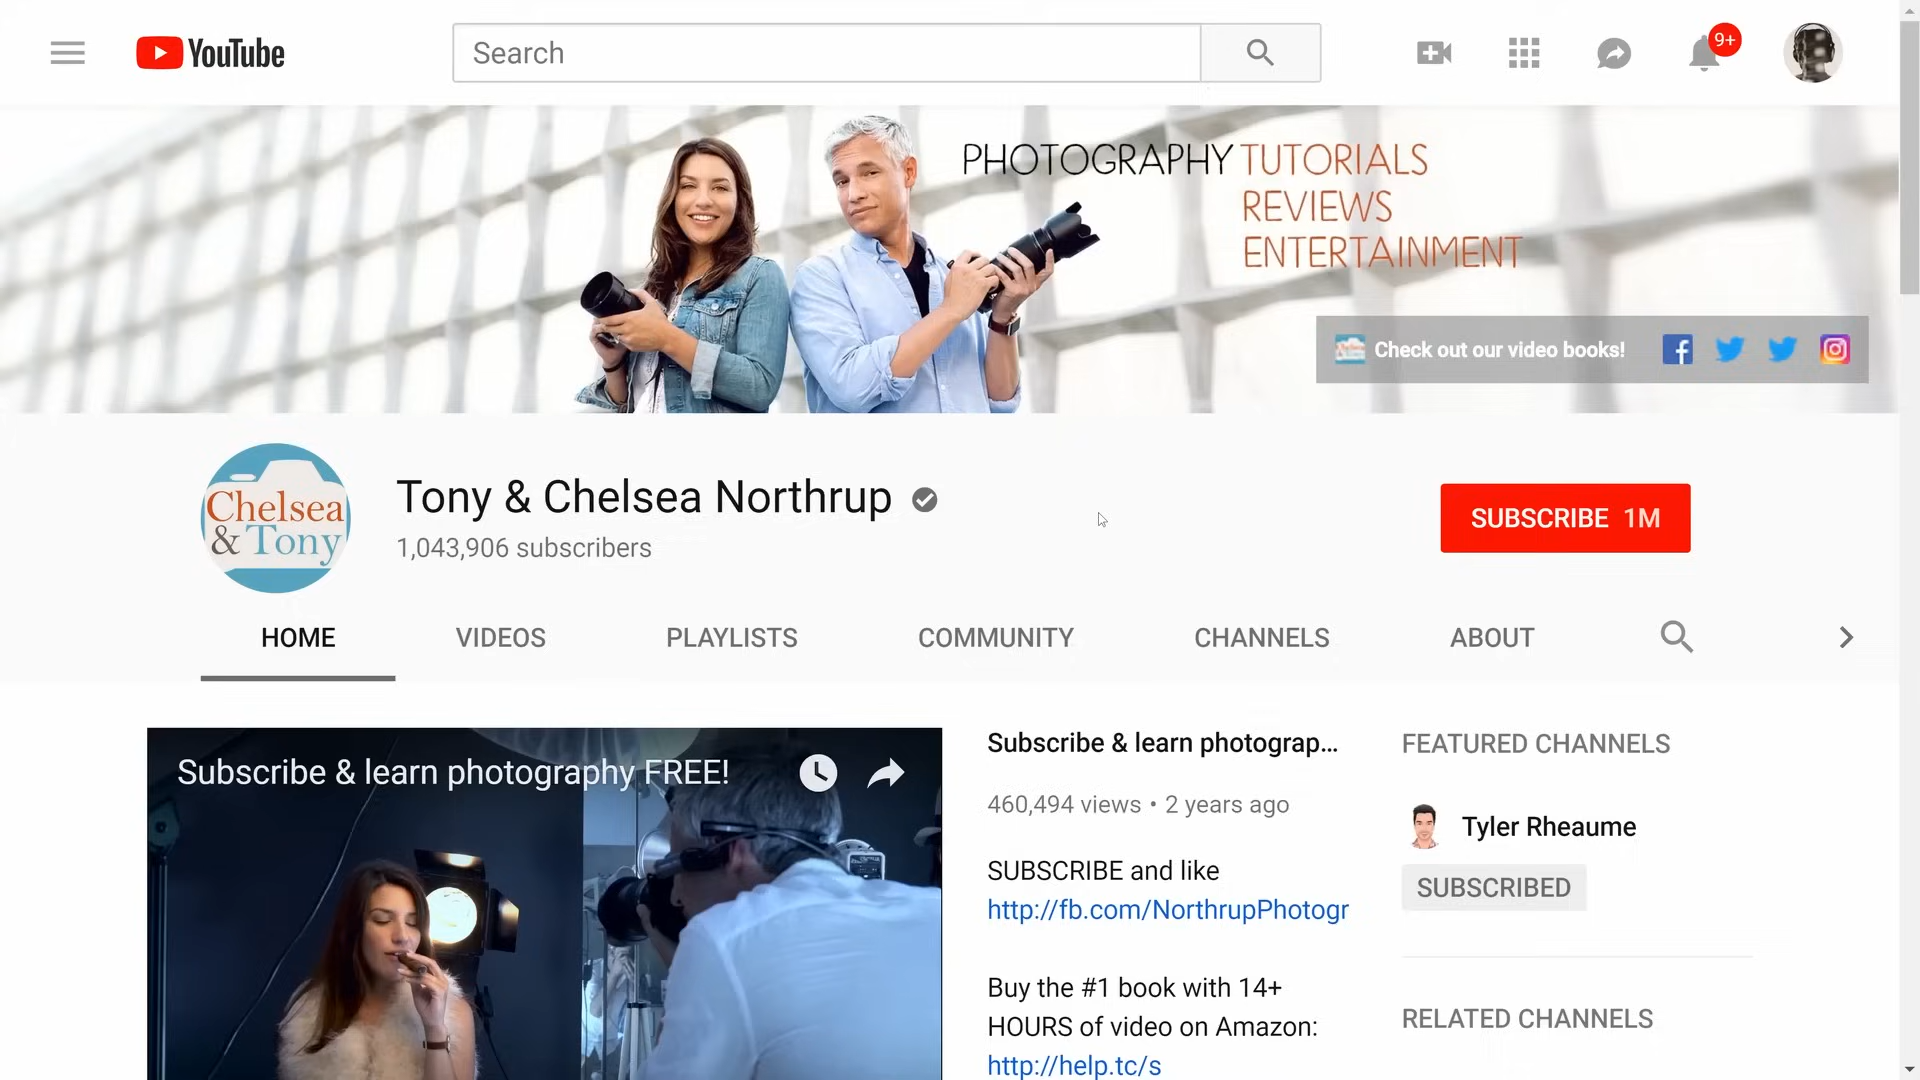 YouTube
Search
9+
PHOTOGRAPHY TUTORIALS
REVIEWS
ENTERTAINMENT
Check out our video books!
Chelsea
& Tony
Tony & Chelsea Northrup
1,043,906 subscribers
SUBSCRIBE 1M
HOME
VIDEOS
PLAYLISTS
COMMUNITY
CHANNELS
ABOUT
Subscribe & learn photography FREE!
Subscribe & learn photograp...
460,494 views • 2 years ago
SUBSCRIBE and like
http://fb.com/NorthrupPhotogr
Buy the #1 book with 14+
HOURS of video on Amazon:
http://help.tc/s
FEATURED CHANNELS
Tyler Rheaume
SUBSCRIBED
RELATED CHANNELS